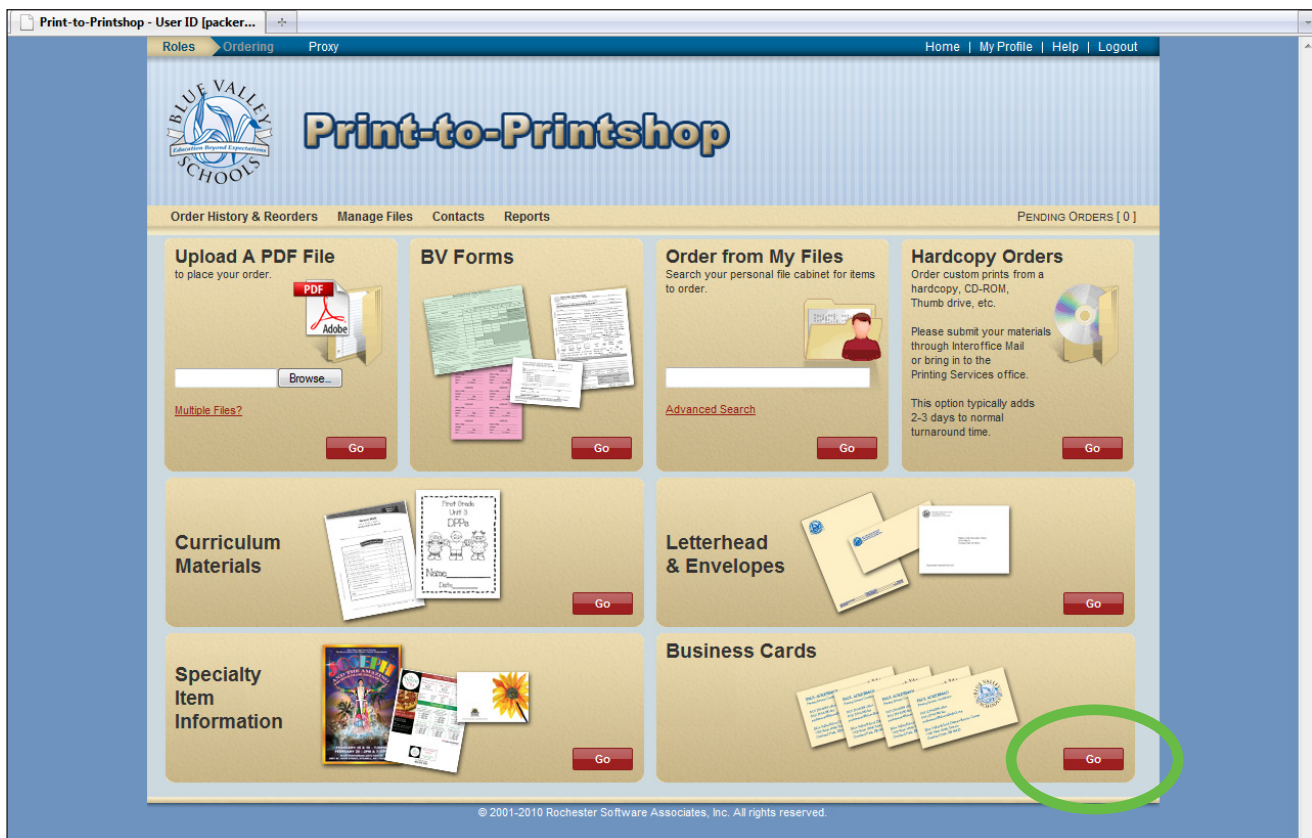 Print-to-Printshop - User ID [packer...
Roles Ordering Proxy
Home | My Profile | Help | Logout
BLUE VALLEY
Education Beyond Expectations
SCHOOLS
Print-to-Printshop
Order History & Reorders Manage Files Contacts Reports
PENDING ORDERS [ 0 ]
Upload A PDF File
to place your order.
PDF
Adobe
Browse...
Multiple Files?
Go
BV Forms
Go
Order from My Files
Search your personal file cabinet for items
to order.
Advanced Search
Go
Hardcopy Orders
Order custom prints from a
hardcopy, CD-ROM,
Thumb drive, etc.
Please submit your materials
through Interoffice Mail
or bring in to the
Printing Services office.
This option typically adds
2-3 days to normal
turnaround time.
Go
Curriculum
Materials
First Grade
Unit 3
DPPs
Name
Date
Go
Letterhead
& Envelopes
Go
Specialty
Item
Information
JOSEPH
AND THE AMAZING
Go
Business Cards
BLUE VALLEY
SCHOOLS
Go
© 2001-2010 Rochester Software Associates, Inc. All rights reserved.